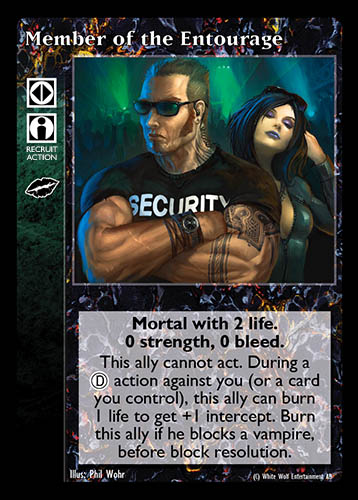 Member of the Entourage
RECRUIT
ACTION
SECURITY
Mortal with 2 life.
0 strength, 0 bleed.
This ally cannot act. During a
Ⓓ action against you (or a card
you control), this ally can burn
1 life to get +1 intercept. Burn
this ally if he blocks a vampire,
before block resolution.
Illus: Phil Wohr
(C) White Wolf Entertainment AB